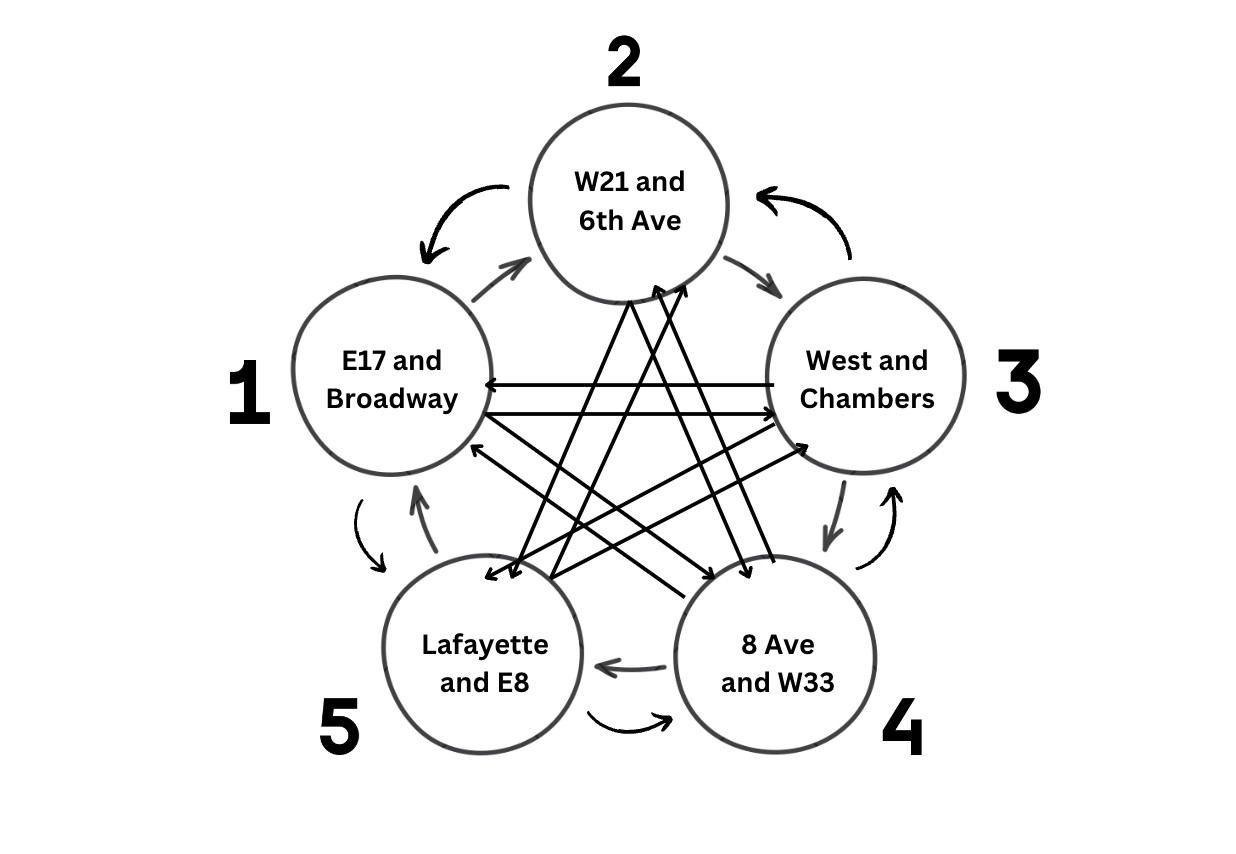 2
W21 and
6th Ave
1
E17 and
Broadway
West and
Chambers
3
Lafayette
and E8
5
8 Ave
and W33
4